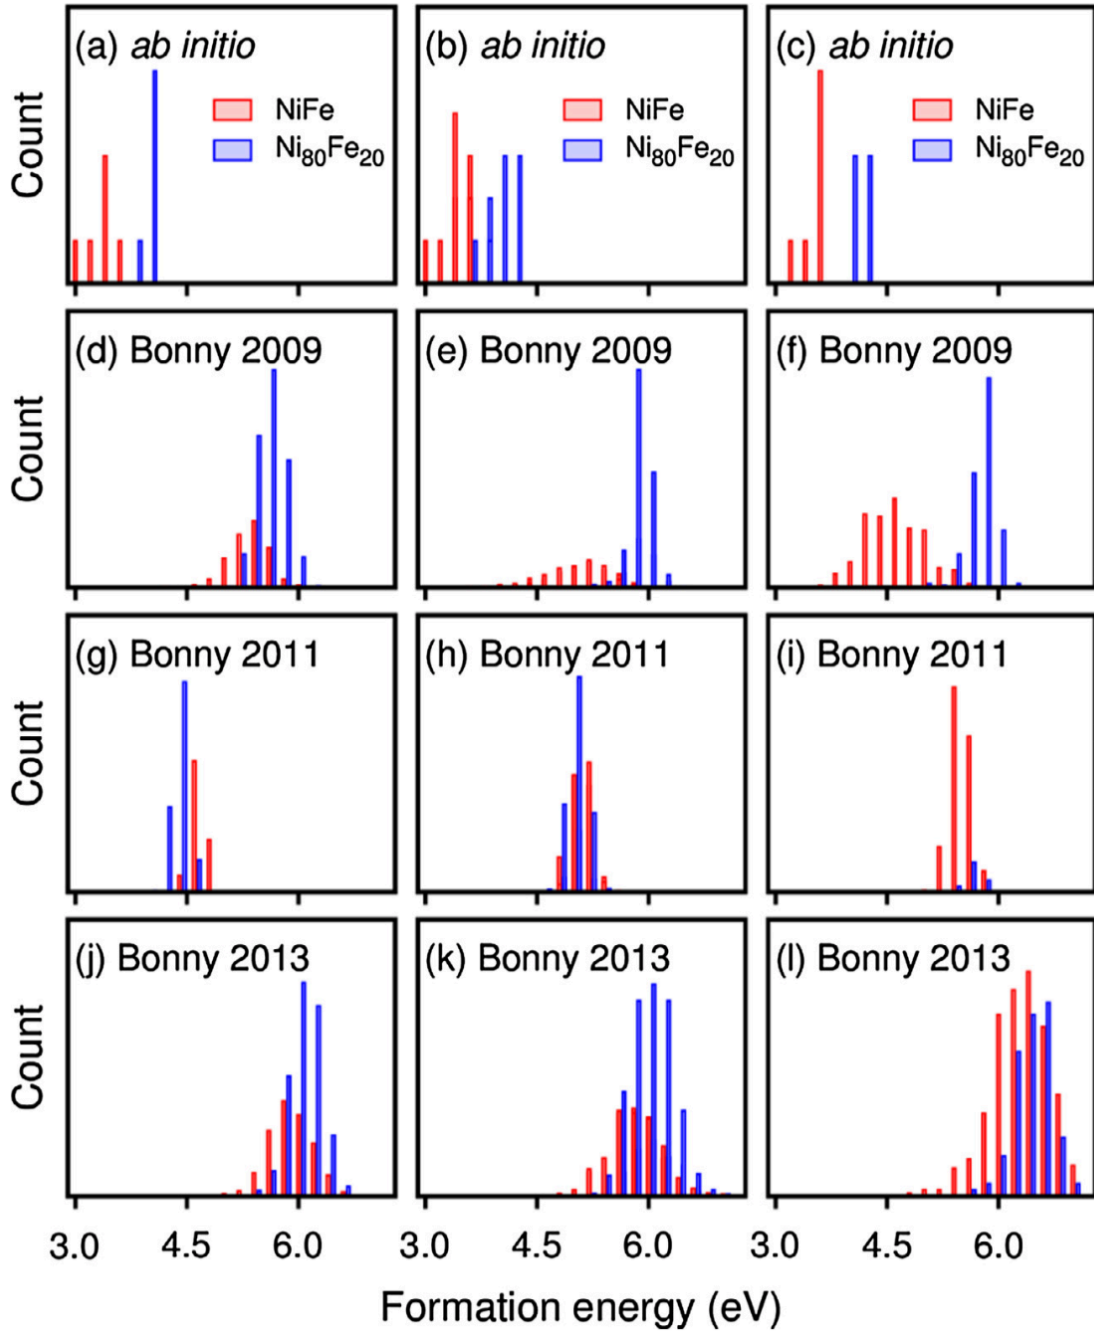 (a) ab initio
(b) ab initio
(c) ab initio
Count
NiFe
Ni₈₀Fe₂₀
NiFe
Ni₈₀Fe₂₀
NiFe
Ni₈₀Fe₂₀
(d) Bonny 2009
(e) Bonny 2009
(f) Bonny 2009
Count
(g) Bonny 2011
(h) Bonny 2011
(i) Bonny 2011
Count
(j) Bonny 2013
(k) Bonny 2013
(l) Bonny 2013
Count
3.0 4.5 6.0
3.0 4.5 6.0
3.0 4.5 6.0
Formation energy (eV)